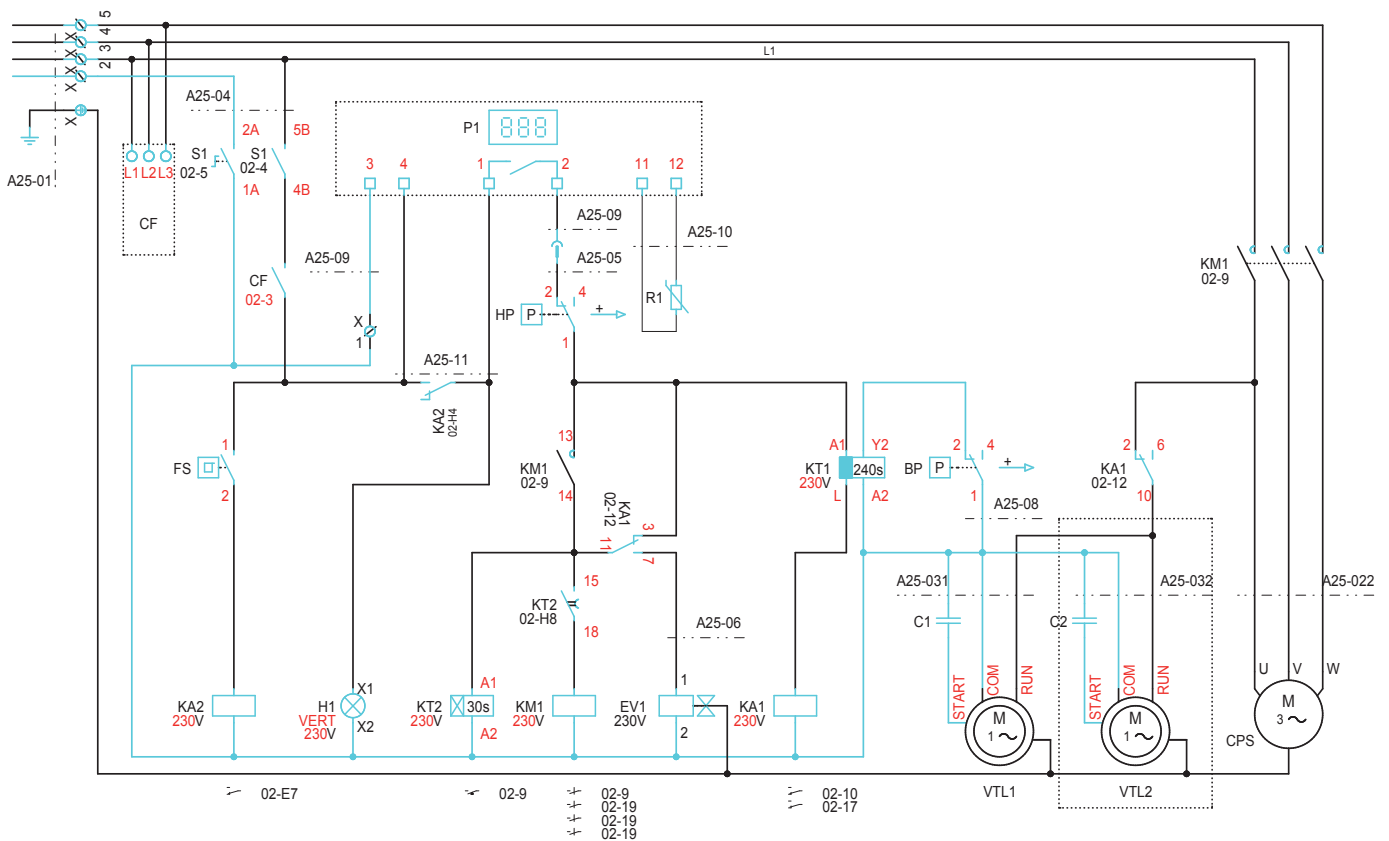 5
4
3
2
X
X
X
X
X
L1
A25-01
A25-04
2A
5B
S1
02-5
S1
02-4
1A
4B
L1 L2 L3
CF
P1
888
3
4
1
2
11
12
A25-09
A25-09
A25-10
A25-05
CF
02-3
X
1
2
4
HP
P
+
1
R1
KM1
02-9
A25-11
KA2
02-H4
FS
1
2
13
KM1
02-9
14
KA1
02-12
3
11
7
A1
Y2
KT1
230V
240s
L
A2
2
4
BP
P
+
1
A25-08
2
6
KA1
02-12
10
15
KT2
02-H8
18
A25-06
A25-031
A25-032
A25-022
C1
C2
START
COM
RUN
START
COM
RUN
U
V
W
KA2
230V
H1
VERT
230V
X1
X2
KT2
230V
A1
30s
A2
KM1
230V
EV1
230V
1
2
KA1
230V
M
1
M
1
M
3
CPS
VTL1
VTL2
02-E7
02-9
02-9
02-19
02-19
02-19
02-10
02-17